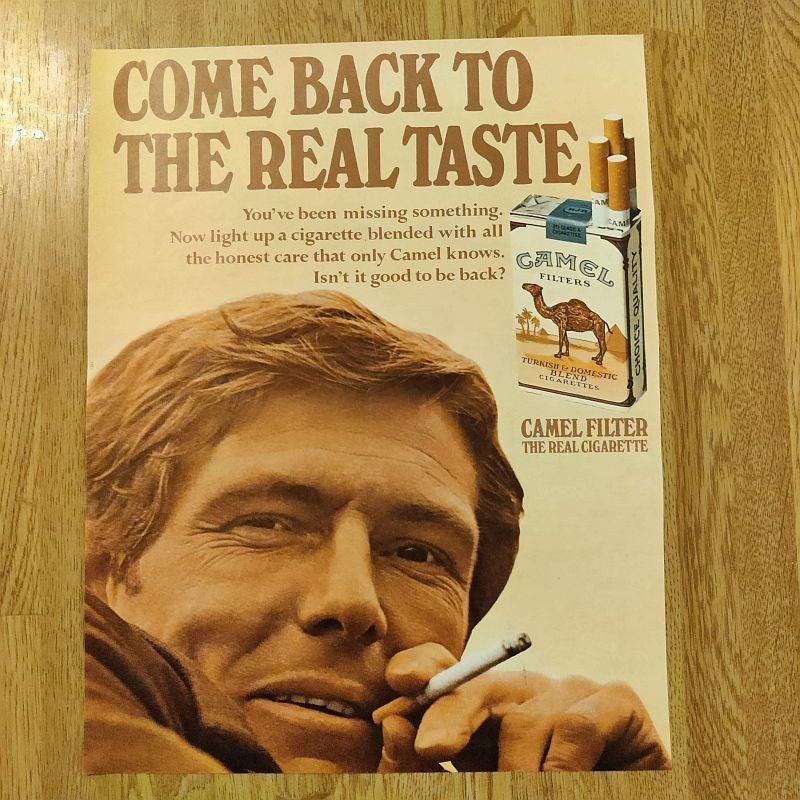 COME BACK TO
THE REAL TASTE
You've been missing something.
Now light up a cigarette blended with all
the honest care that only Camel knows.
Isn't it good to be back?
CAMEL
FILTERS
TURKISH & DOMESTIC
BLEND
CIGARETTES
CHOICE QUALITY
CAMEL FILTER
THE REAL CIGARETTE